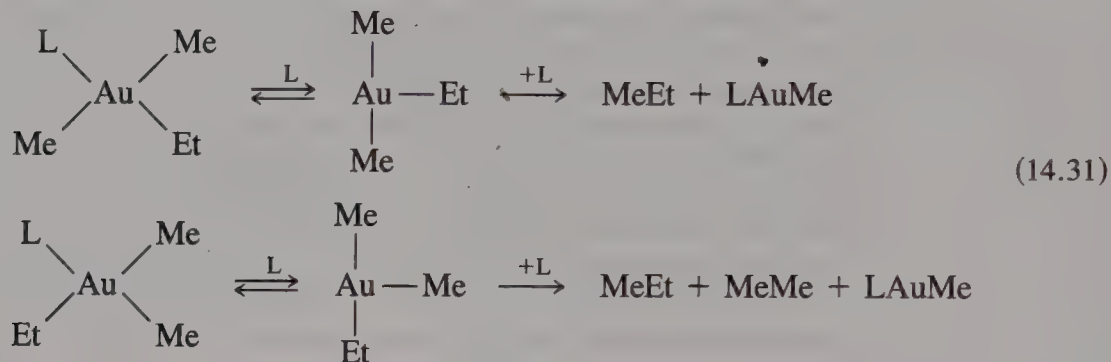 Me
L Me
Au ⇌ L Au—Et +L → MeEt + LAuMe
Me Et
Me
(14.31)
Me
L Me
Au ⇌ L Au—Me +L → MeEt + MeMe + LAuMe
Et Me
Et